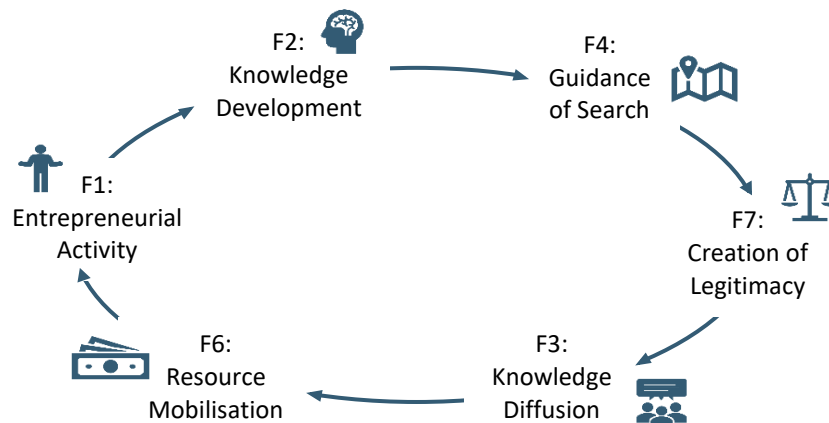 F2:
Knowledge
Development
F4:
Guidance
of Search
F1:
Entrepreneurial
Activity
F7:
Creation of
Legitimacy
F6:
Resource
Mobilisation
F3:
Knowledge
Diffusion